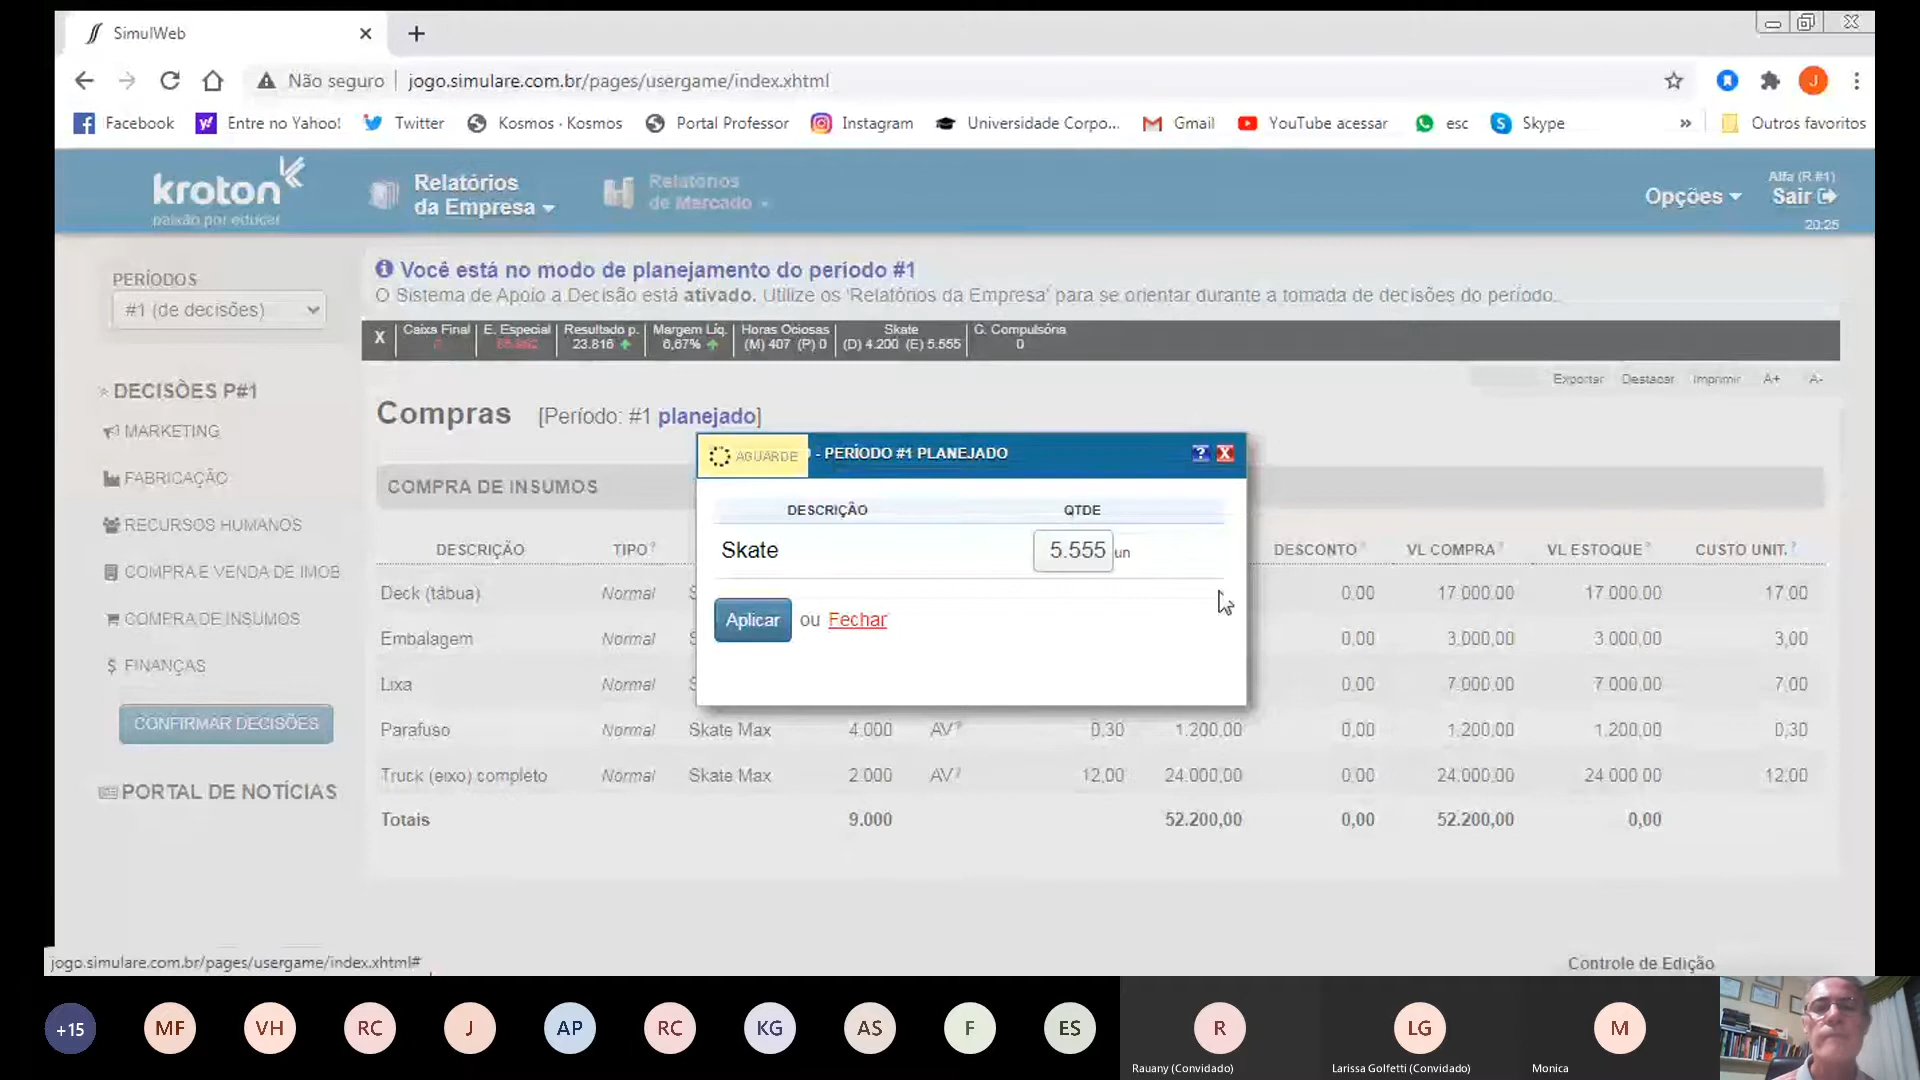 SimulWeb
Não seguro jogo.simulare.com.br/pages/usergame/index.xhtml
J
Facebook Entre no Yahoo! Twitter Kosmos · Kosmos Portal Professor Instagram Universidade Corpo... Gmail YouTube acessar esc Skype » Outros favoritos
kroton
paixão por educar
Relatórios
da Empresa
Relatórios
de Mercado
Opções
Alfa (R.#1)
Sair
20:25
PERÍODOS
#1 (de decisões)
Você está no modo de planejamento do período #1
O Sistema de Apoio a Decisão está ativado. Utilize os 'Relatórios da Empresa' para se orientar durante a tomada de decisões do período.
X
Caixa Final E. Especial Resultado p. Margem Líq. Horas Ociosas Skate C. Compulsória
23.816 6,67% (M) 407 (P) 0 (D) 4.200 (E) 5.555 0
Exportar Destacar Imprimir A+ A-
DECISÕES P#1
MARKETING
FABRICAÇÃO
RECURSOS HUMANOS
COMPRA E VENDA DE IMOB
COMPRA DE INSUMOS
FINANÇAS
CONFIRMAR DECISÕES
PORTAL DE NOTÍCIAS
Compras [Período: #1 planejado]
COMPRA DE INSUMOS
DESCRIÇÃO TIPO? DESCONTO? VL COMPRA? VL ESTOQUE? CUSTO UNIT.?
Deck (tábua) Normal S 0,00 17.000,00 17.000,00 17,00
Embalagem Normal 0,00 3.000,00 3.000,00 3,00
Lixa Normal S 0,00 7.000,00 7.000,00 7,00
Parafuso Normal Skate Max 4.000 AV? 0,30 1.200,00 0,00 1.200,00 1.200,00 0,30
Truck (eixo) completo Normal Skate Max 2.000 AV? 12,00 24.000,00 0,00 24.000,00 24.000,00 12,00
Totais 9.000 52.200,00 0,00 52.200,00 0,00
AGUARDE - PERÍODO #1 PLANEJADO ? X
DESCRIÇÃO QTDE
Skate 5.555 un
Aplicar ou Fechar
jogo.simulare.com.br/pages/usergame/index.xhtml#
Controle de Edição
+15 MF VH RC J AP RC KG AS F ES R LG M
Rauany (Convidado) Larissa Golfetti (Convidado) Monica